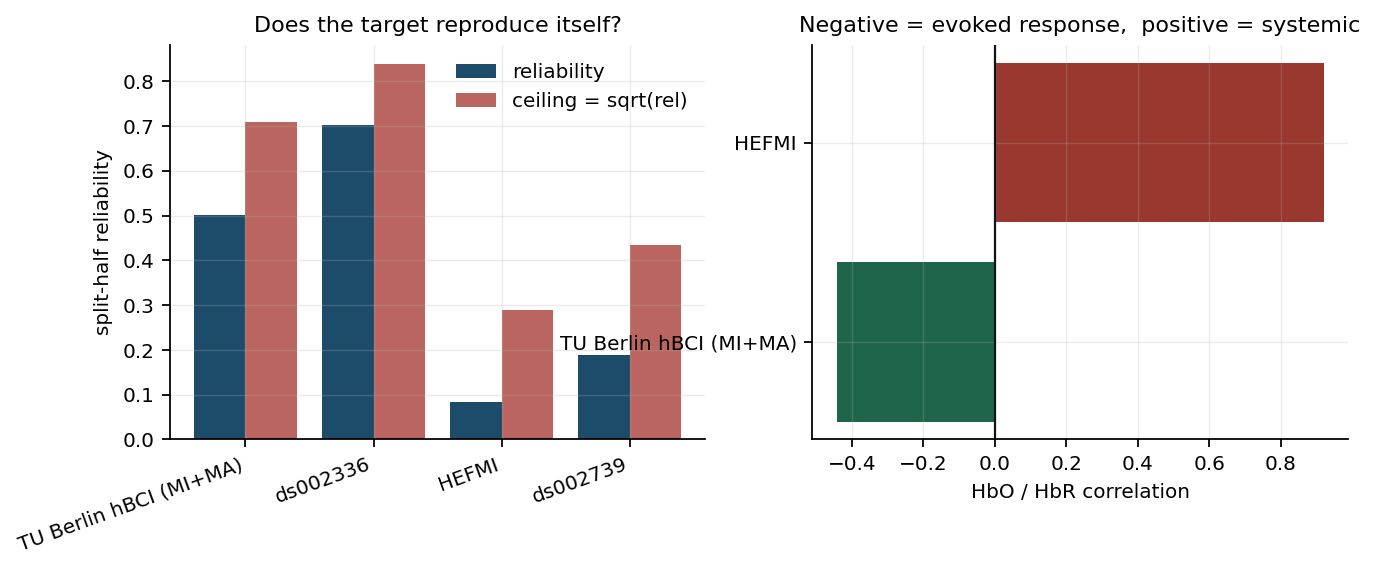 Does the target reproduce itself?
reliability
ceiling = sqrt(rel)
split-half reliability
0.8
0.7
0.6
0.5
0.4
0.3
0.2
0.1
0.0
TU Berlin hBCI (MI+MA)
ds002336
HEFMI
ds002739
Negative = evoked response,  positive = systemic
HEFMI
TU Berlin hBCI (MI+MA)
−0.4
−0.2
0.0
0.2
0.4
0.6
0.8
HbO / HbR correlation